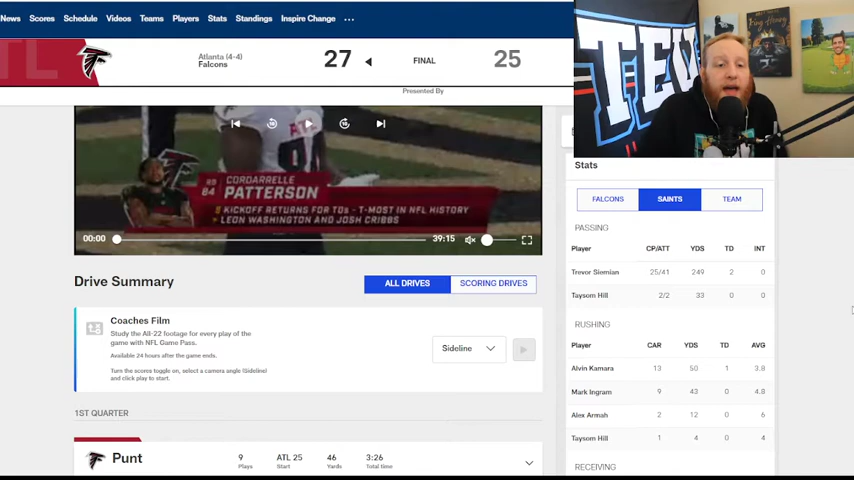 News Scores Schedule Videos Teams Players Stats Standings Inspire Change ...
ATL
Atlanta (4-4)
Falcons
27
FINAL
25
Presented By
TEU
CORDARRELLE
PATTERSON
RB
84
8 KICKOFF RETURNS FOR TDs - T-MOST IN NFL HISTORY
LEON WASHINGTON AND JOSH CRIBBS
00:00
39:15
Drive Summary
ALL DRIVES
SCORING DRIVES
Coaches Film
Study the All-22 footage for every play of the
game with NFL Game Pass.
Available 24 hours after the game ends.
Turn the scores toggle on, select a camera angle (Sideline)
and click play to start.
Sideline
1ST QUARTER
Punt
9
Plays
ATL 25
Start
46
Yards
3:26
Total time
Stats
FALCONS
SAINTS
TEAM
PASSING
Player CP/ATT YDS TD INT
Trevor Siemian 25/41 249 2 0
Taysom Hill 2/2 33 0 0
RUSHING
Player CAR YDS TD AVG
Alvin Kamara 13 50 1 3.8
Mark Ingram 9 43 0 4.8
Alex Armah 2 12 0 6
Taysom Hill 1 4 0 4
RECEIVING